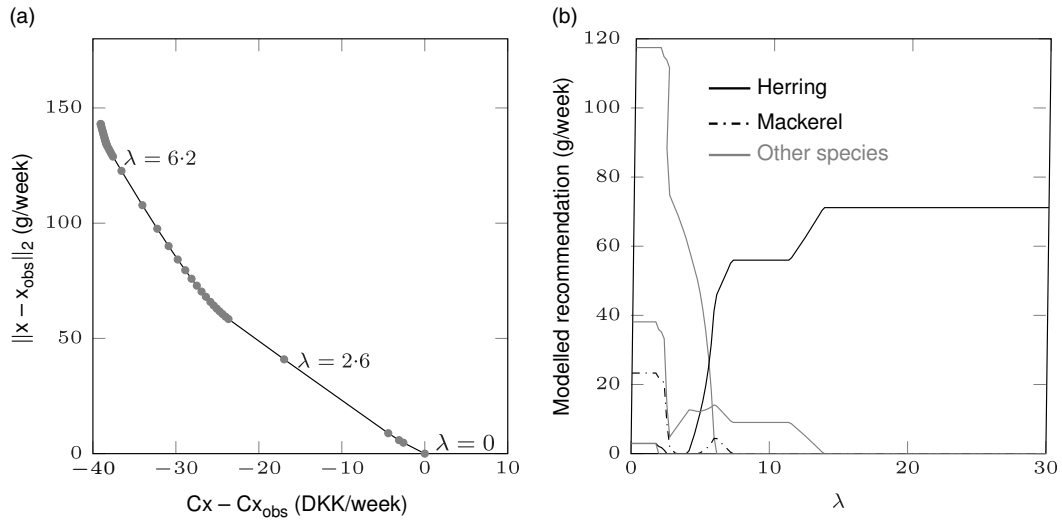 (a)
150
100
50
0
||x – x_obs||_2 (g/week)
λ = 6·2
λ = 2·6
λ = 0
−40
−30
−20
−10
0
10
Cx – Cx_obs (DKK/week)
(b)
120
100
80
60
40
20
0
Modelled recommendation (g/week)
Herring
Mackerel
Other species
0
10
20
30
λ